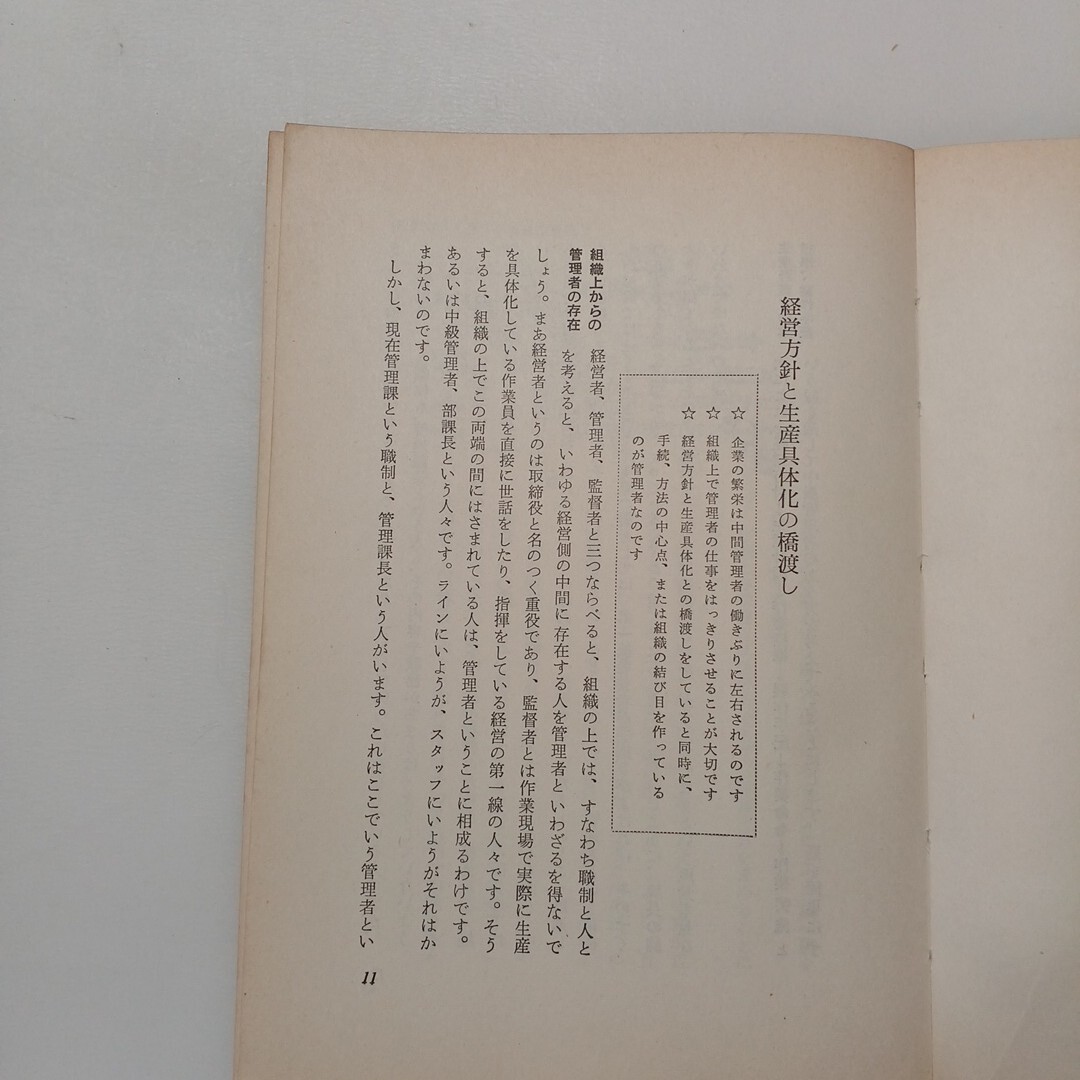 経営方針と生産具体化の橋渡し
☆　企業の繁栄は中間管理者の働きぶりに左右されるのです
☆　組織上で管理者の仕事をはっきりさせることが大切です
☆　経営方針と生産具体化との橋渡しをしていると同時に、
手続、方法の中心点、または組織の結び目を作っている
のが管理者なのです
組織上からの
管理者の存在
経営者、管理者、監督者と三つならべると、組織の上では、すなわち職制と人と
を考えると、いわゆる経営側の中間に存在する人を管理者といわざるを得ないで
しょう。まあ経営者というのは取締役と名のつく重役であり、監督者とは作業現場で実際に生産
を具体化している作業員を直接に世話をしたり、指揮をしている経営の第一線の人々です。そう
すると、組織の上でこの両端の間にはさまれている人は、管理者ということに相成るわけです。
あるいは中級管理者、部課長という人々です。ラインにいようが、スタッフにいようがそれはか
まわないのです。
しかし、現在管理課という職制と、管理課長という人がいます。これはここでいう管理者とい
11